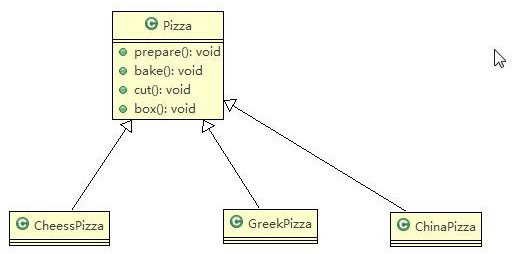 C Pizza
prepare(): void
bake(): void
cut(): void
box(): void
C CheessPizza
C GreekPizza
C ChinaPizza